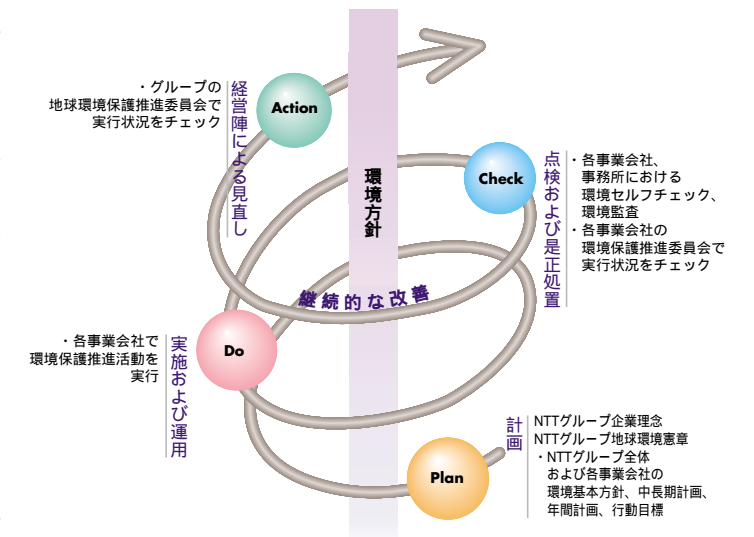 Action
経営陣による見直し
・グループの
地球環境保護推進委員会で
実行状況をチェック
Check
点検および是正処置
・各事業会社、
事務所における
環境セルフチェック、
環境監査
・各事業会社の
環境保護推進委員会で
実行状況をチェック
環境方針
継続的な改善
Do
実施および運用
・各事業会社で
環境保護推進活動を
実行
Plan
計画
NTTグループ企業理念
NTTグループ地球環境憲章
・NTTグループ全体
および各事業会社の
環境基本方針、中長期計画、
年間計画、行動目標